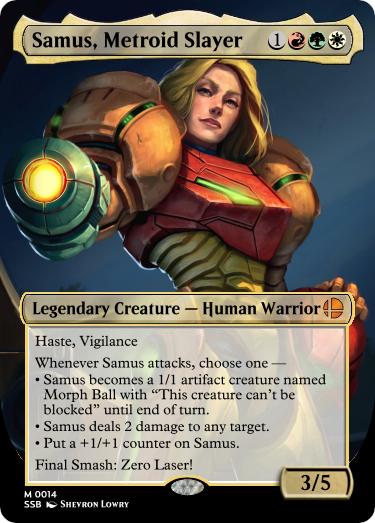 Samus, Metroid Slayer 1
Legendary Creature — Human Warrior
Haste, Vigilance
Whenever Samus attacks, choose one —
• Samus becomes a 1/1 artifact creature named
Morph Ball with “This creature can't be
blocked” until end of turn.
• Samus deals 2 damage to any target.
• Put a +1/+1 counter on Samus.
Final Smash: Zero Laser!
3/5
M 0014
SSB Shevron Lowry